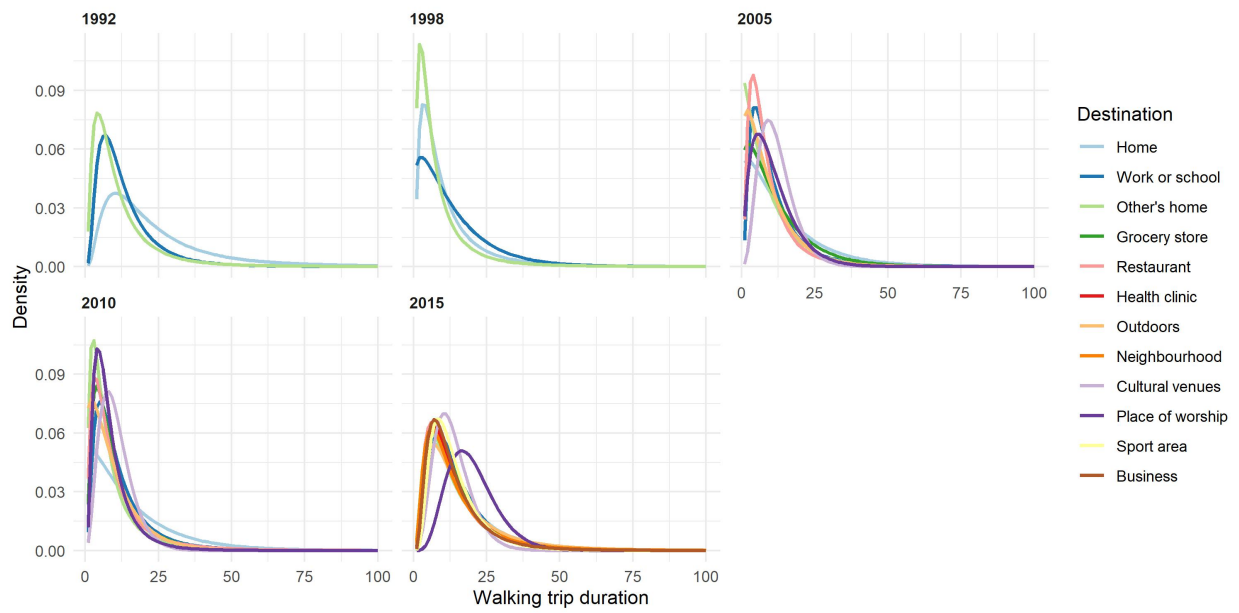 1992
1998
2005
0.09
0.06
0.03
0.00
0 25 50 75 100
2010
2015
0.09
0.06
0.03
0.00
0 25 50 75 100
0 25 50 75 100
Density
Walking trip duration
Destination
Home
Work or school
Other's home
Grocery store
Restaurant
Health clinic
Outdoors
Neighbourhood
Cultural venues
Place of worship
Sport area
Business